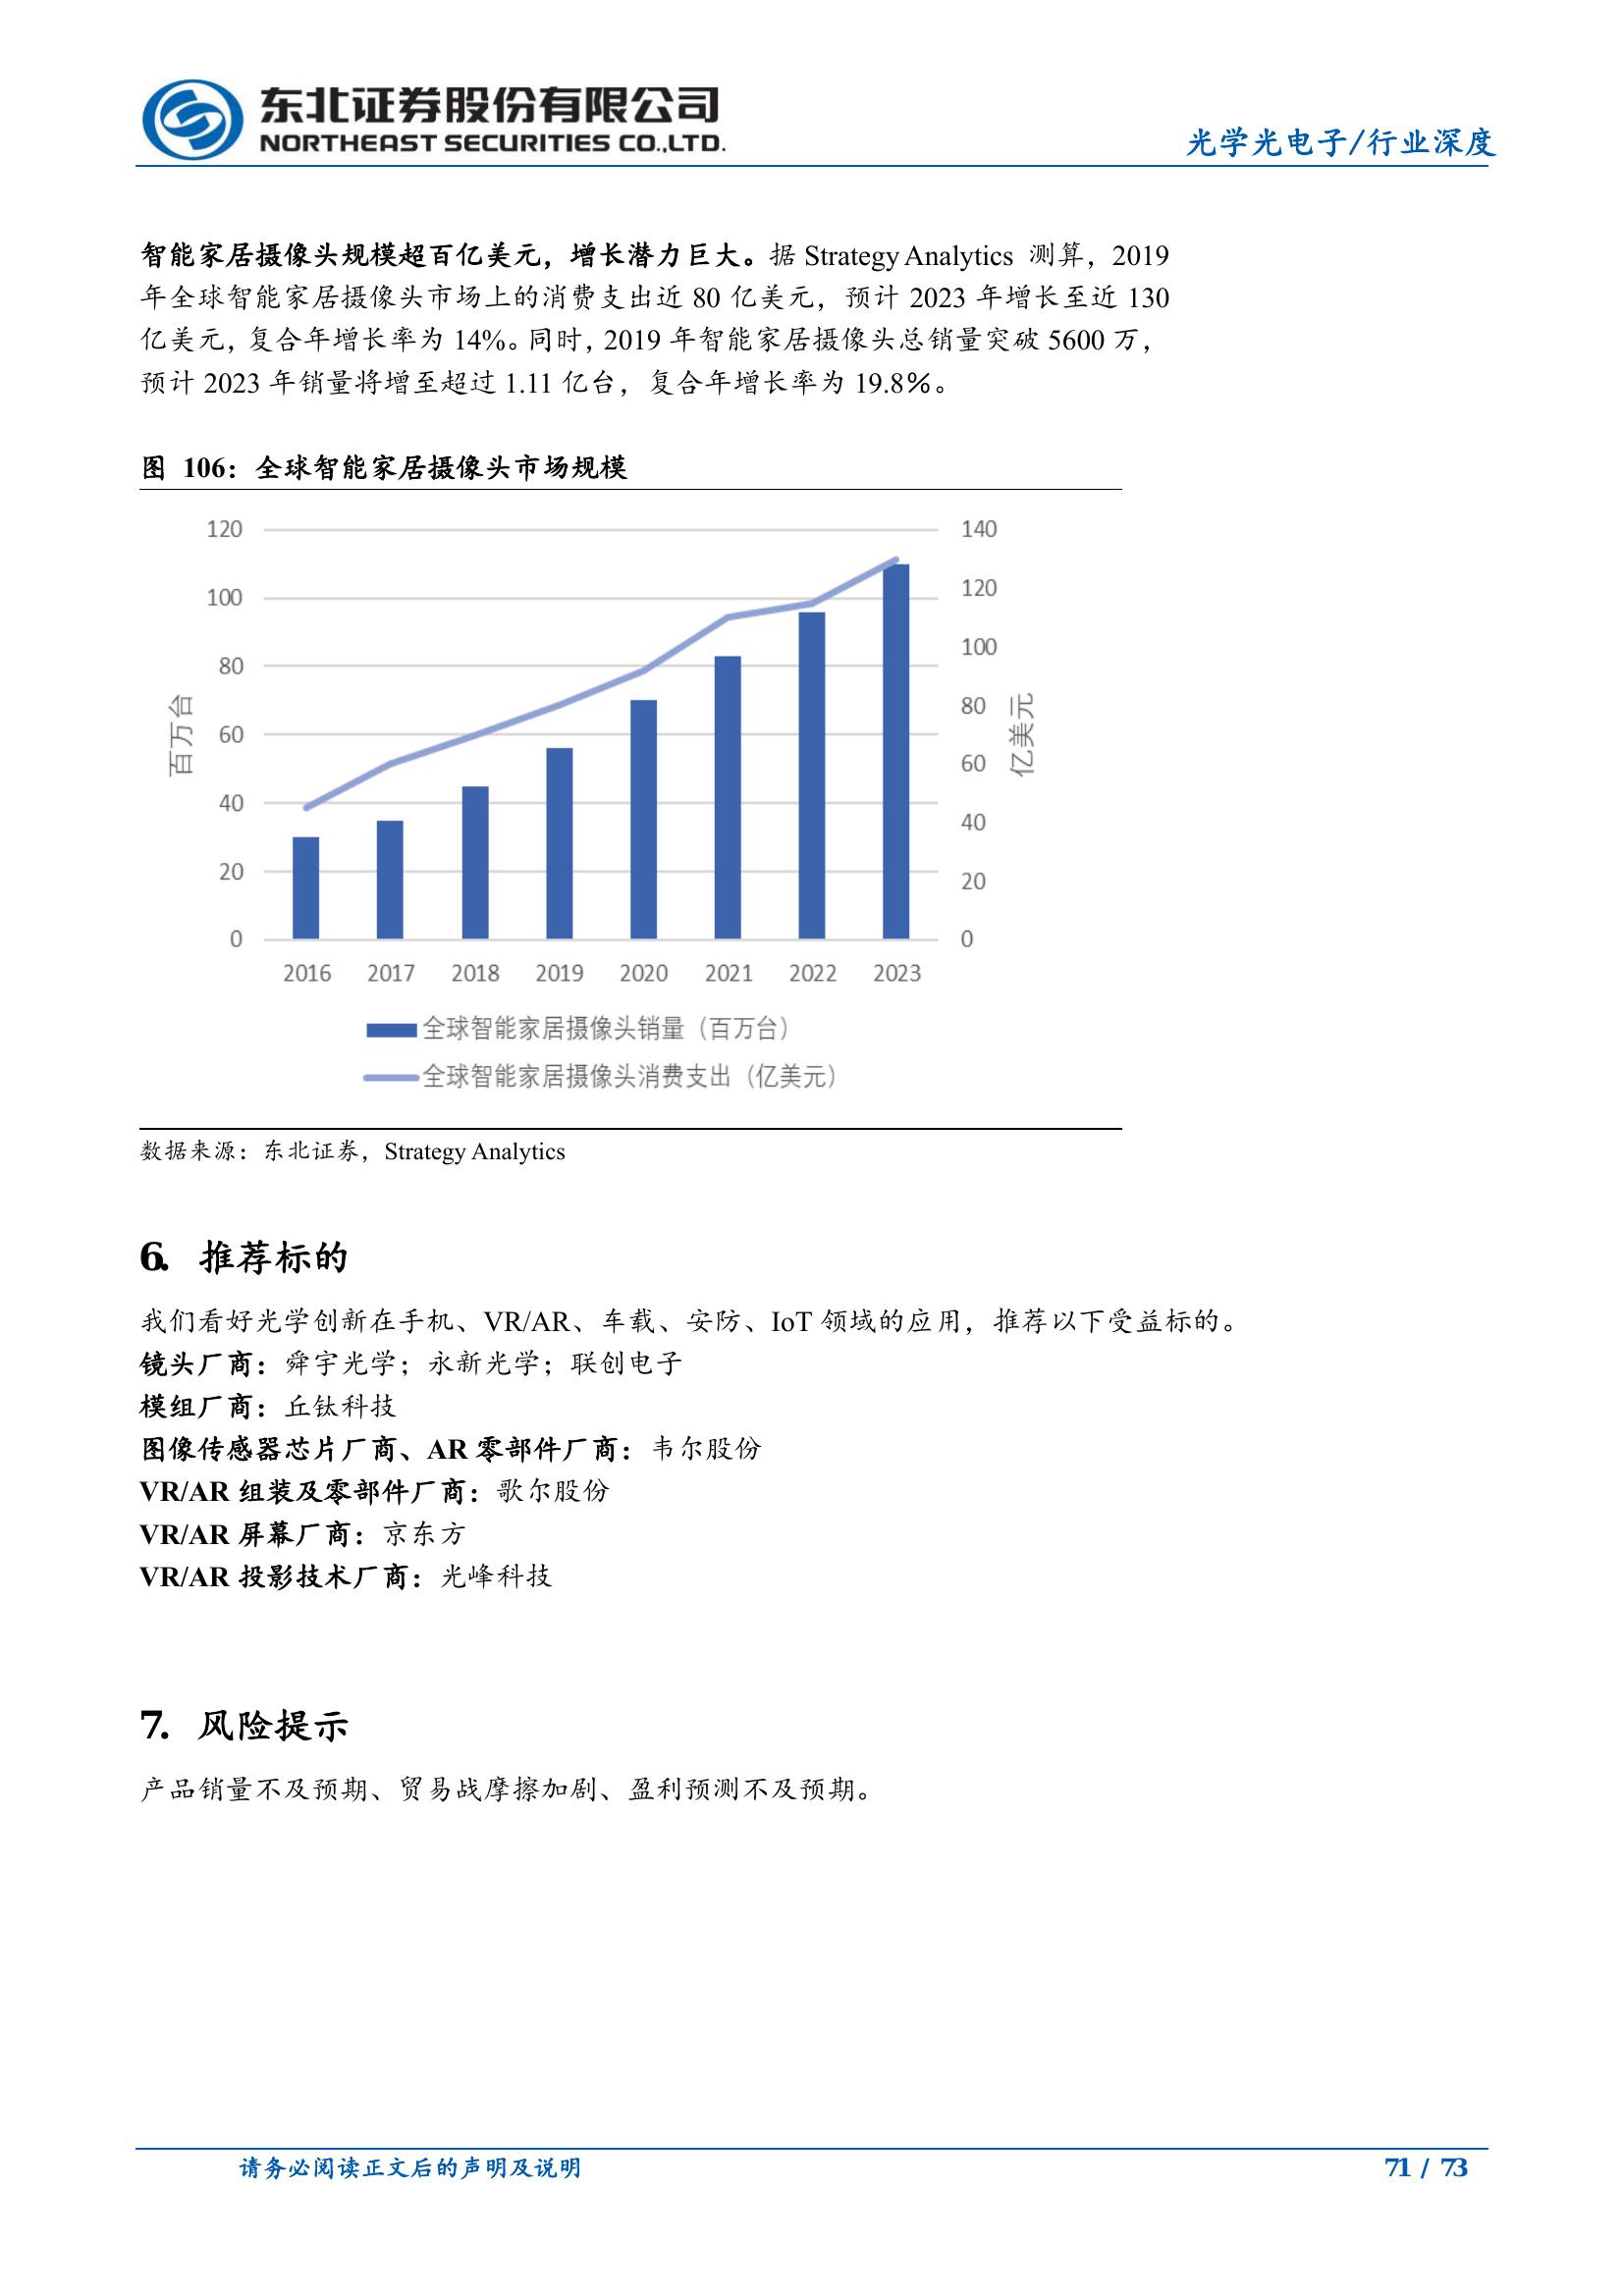 东北证券股份有限公司
NORTHEAST SECURITIES CO.,LTD.
光学光电子/行业深度
智能家居摄像头规模超百亿美元，增长潜力巨大。据 Strategy Analytics 测算，2019
年全球智能家居摄像头市场上的消费支出近 80 亿美元，预计 2023 年增长至近 130
亿美元，复合年增长率为 14%。同时，2019 年智能家居摄像头总销量突破 5600 万，
预计 2023 年销量将增至超过 1.11 亿台，复合年增长率为 19.8%。
图 106：全球智能家居摄像头市场规模
120
100
80
60
40
20
0
百万台
140
120
100
80
60
40
20
0
亿美元
2016 2017 2018 2019 2020 2021 2022 2023
全球智能家居摄像头销量（百万台）
全球智能家居摄像头消费支出（亿美元）
数据来源：东北证券，Strategy Analytics
6. 推荐标的
我们看好光学创新在手机、VR/AR、车载、安防、IoT 领域的应用，推荐以下受益标的。
镜头厂商：舜宇光学；永新光学；联创电子
模组厂商：丘钛科技
图像传感器芯片厂商、AR 零部件厂商：韦尔股份
VR/AR 组装及零部件厂商：歌尔股份
VR/AR 屏幕厂商：京东方
VR/AR 投影技术厂商：光峰科技
7. 风险提示
产品销量不及预期、贸易战摩擦加剧、盈利预测不及预期。
请务必阅读正文后的声明及说明
71 / 73